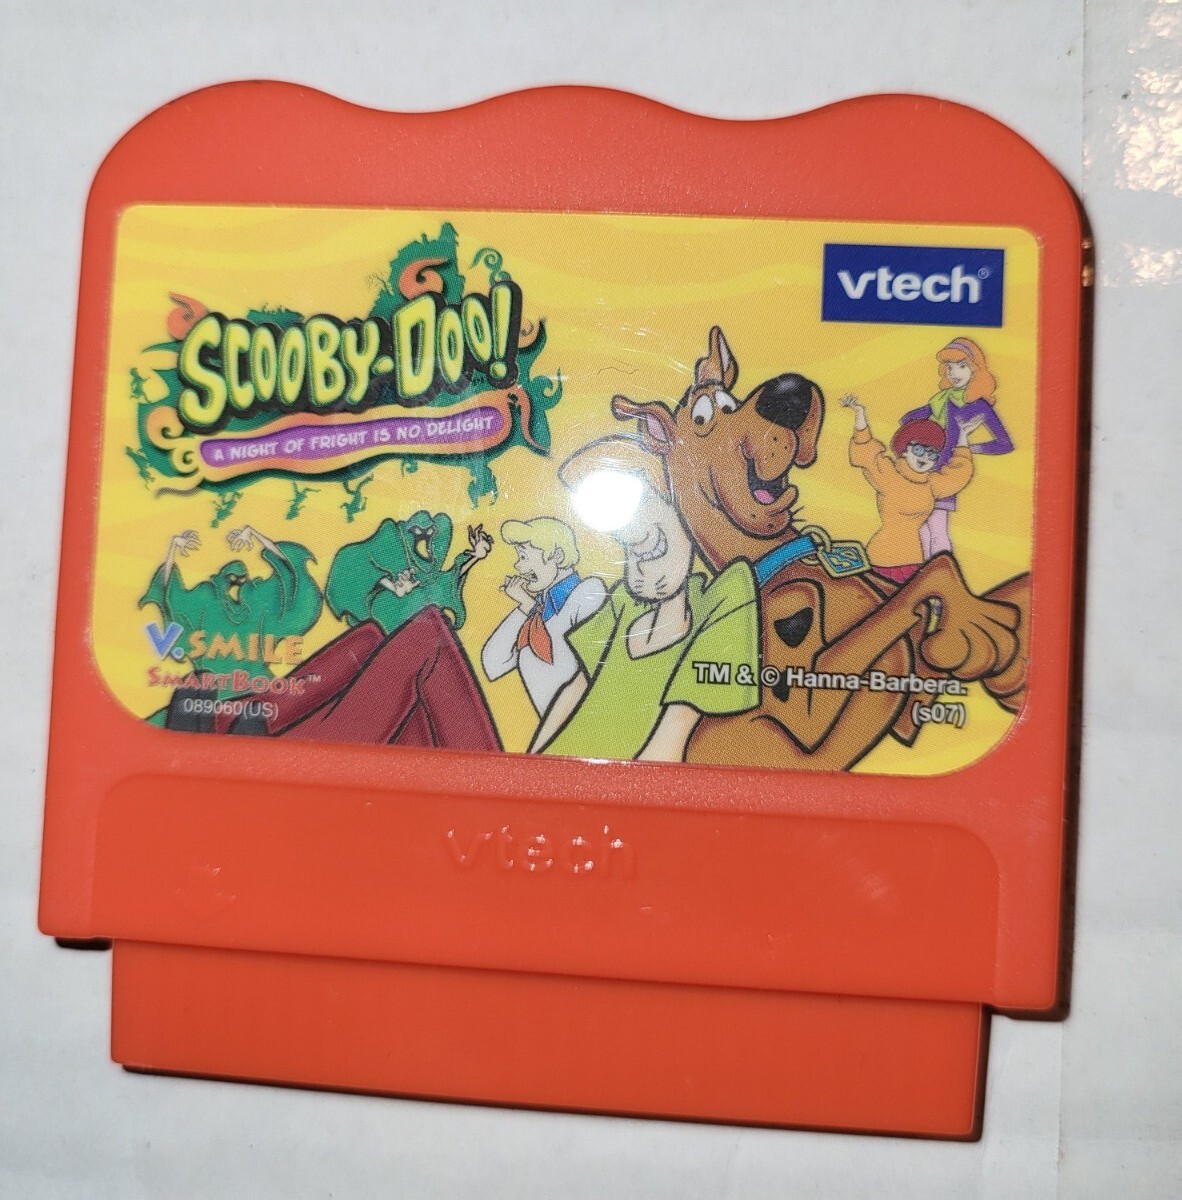 vtech®
SCOOBY-DOO!
A NIGHT OF FRIGHT IS NO DELIGHT
V.SMILE
SMARTBOOK™
089060(US)
TM & © Hanna-Barbera.
(s07)
vtech